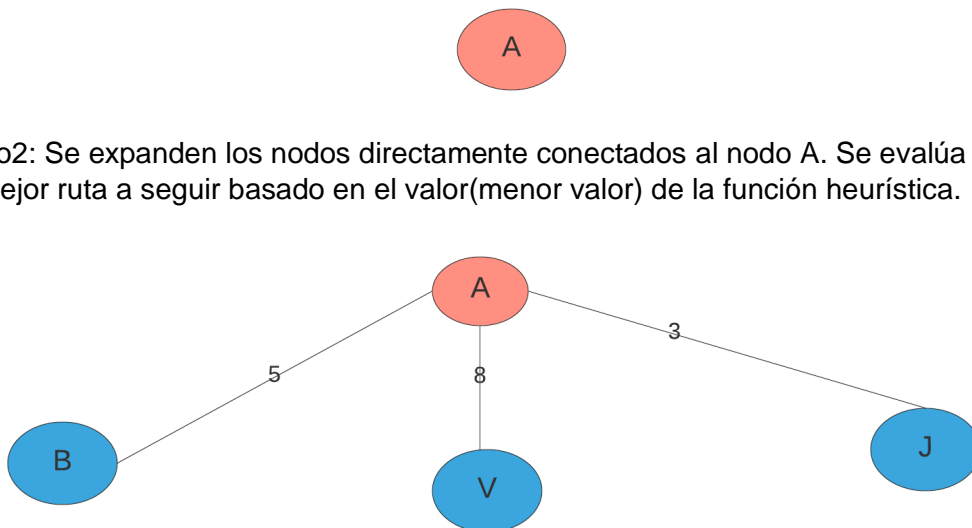 A
o2: Se expanden los nodos directamente conectados al nodo A. Se evalúa
ejor ruta a seguir basado en el valor(menor valor) de la función heurística.
A
3
5
8
B
V
J